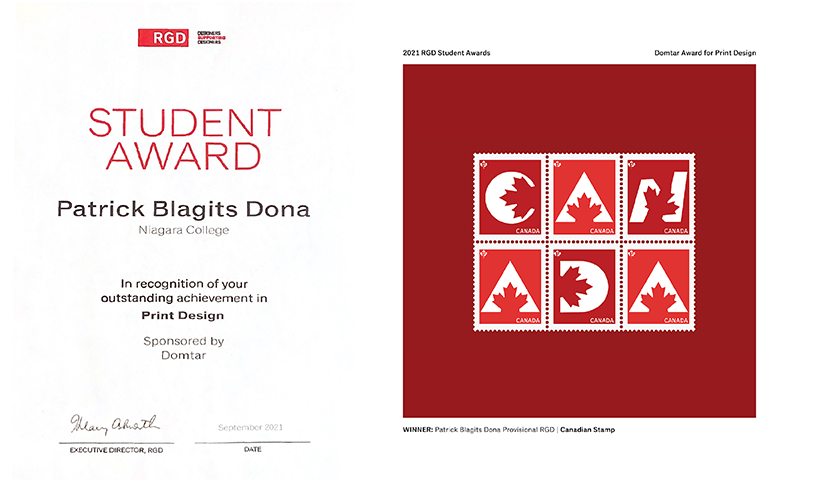 RGD
DESIGNERS
SUPPORTING
DESIGNERS
STUDENT
AWARD
Patrick Blagits Dona
Niagara College
In recognition of your
outstanding achievement in
Print Design
Sponsored by
Domtar
September 2021
EXECUTIVE DIRECTOR, RGD
DATE
2021 RGD Student Awards
Domtar Award for Print Design
P P P
C A N
CANADA CANADA CANADA
P P P
A D A
CANADA CANADA CANADA
WINNER: Patrick Blagits Dona Provisional RGD | Canadian Stamp